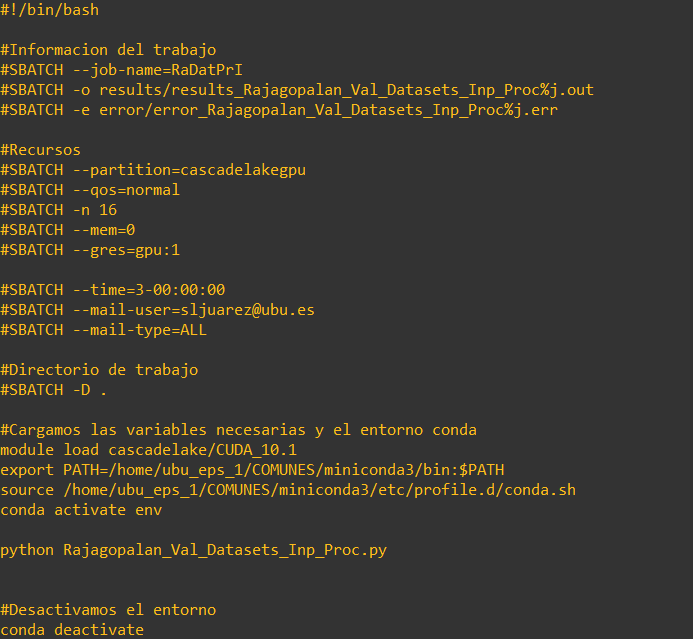 #!/bin/bash
#Informacion del trabajo
#SBATCH --job-name=RaDatPrI
#SBATCH -o results/results_Rajagopalan_Val_Datasets_Inp_Proc%j.out
#SBATCH -e error/error_Rajagopalan_Val_Datasets_Inp_Proc%j.err
#Recursos
#SBATCH --partition=cascadelakegpu
#SBATCH --qos=normal
#SBATCH -n 16
#SBATCH --mem=0
#SBATCH --gres=gpu:1
#SBATCH --time=3-00:00:00
#SBATCH --mail-user=sljuarez@ubu.es
#SBATCH --mail-type=ALL
#Directorio de trabajo
#SBATCH -D .
#Cargamos las variables necesarias y el entorno conda
module load cascadelake/CUDA_10.1
export PATH=/home/ubu_eps_1/COMUNES/miniconda3/bin:$PATH
source /home/ubu_eps_1/COMUNES/miniconda3/etc/profile.d/conda.sh
conda activate env
python Rajagopalan_Val_Datasets_Inp_Proc.py
#Desactivamos el entorno
conda deactivate